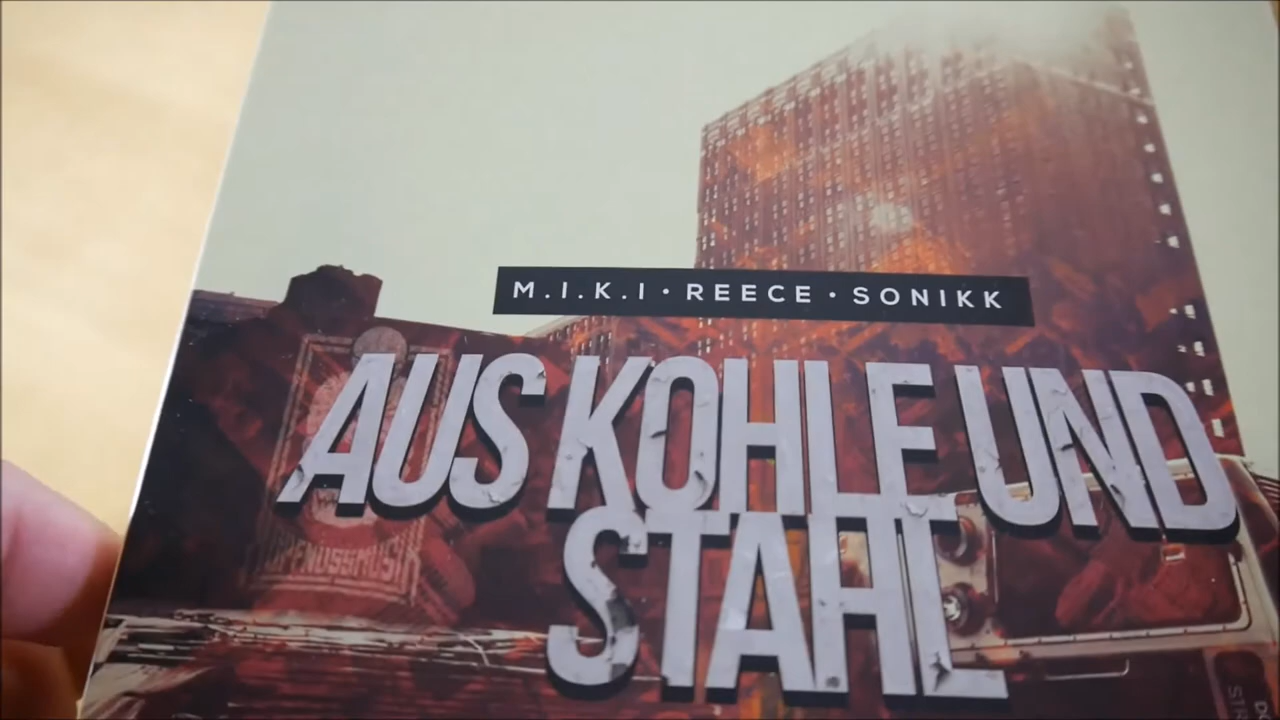 M.I.K.I • REECE • SONIKK
AUS KOHLE UND
STAHL